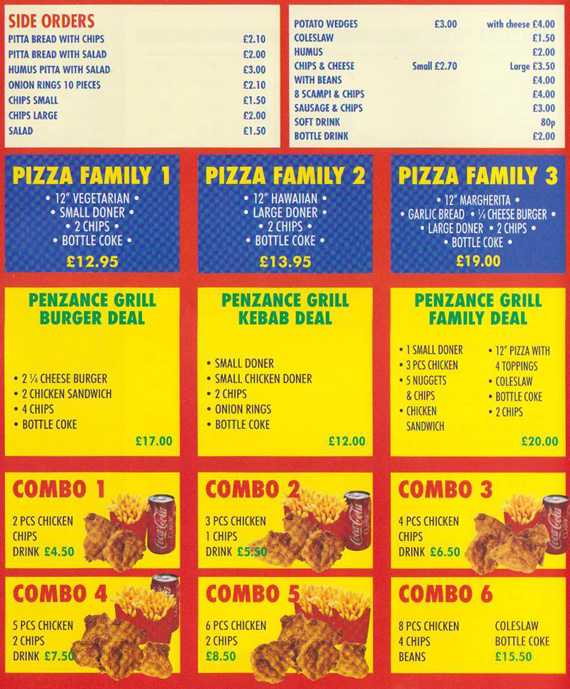 SIDE ORDERS
PITTA BREAD WITH CHIPS £2.10
PITTA BREAD WITH SALAD £2.00
HUMUS PITTA WITH SALAD £3.00
ONION RINGS 10 PIECES £2.10
CHIPS SMALL £1.50
CHIPS LARGE £2.00
SALAD £1.50
POTATO WEDGES £3.00 with cheese £4.00
COLESLAW £1.50
HUMUS £2.00
CHIPS & CHEESE Small £2.70 Large £3.50
WITH BEANS £4.00
8 SCAMPI & CHIPS £4.00
SAUSAGE & CHIPS £3.00
SOFT DRINK 80p
BOTTLE DRINK £2.00
PIZZA FAMILY 1
• 12" VEGETARIAN •
• SMALL DONER •
• 2 CHIPS •
• BOTTLE COKE •
£12.95
PIZZA FAMILY 2
• 12" HAWAIIAN •
• LARGE DONER •
• 2 CHIPS •
• BOTTLE COKE •
£13.95
PIZZA FAMILY 3
• 12" MARGHERITA •
• GARLIC BREAD • ¼ CHEESE BURGER •
• LARGE DONER • 2 CHIPS •
• BOTTLE COKE •
£19.00
PENZANCE GRILL
BURGER DEAL
• 2 ¼ CHEESE BURGER
• 2 CHICKEN SANDWICH
• 4 CHIPS
• BOTTLE COKE
£17.00
PENZANCE GRILL
KEBAB DEAL
• SMALL DONER
• SMALL CHICKEN DONER
• 2 CHIPS
• ONION RINGS
• BOTTLE COKE
£12.00
PENZANCE GRILL
FAMILY DEAL
• 1 SMALL DONER
• 3 PCS CHICKEN
• 5 NUGGETS
& CHIPS
• CHICKEN
SANDWICH
• 12" PIZZA WITH
4 TOPPINGS
• COLESLAW
• BOTTLE COKE
• 2 CHIPS
£20.00
COMBO 1
2 PCS CHICKEN
CHIPS
DRINK £4.50
Coca-Cola
COMBO 2
3 PCS CHICKEN
1 CHIPS
DRINK £5.50
Coca-Cola
COMBO 3
4 PCS CHICKEN
CHIPS
DRINK £6.50
Coca-Cola
COMBO 4
5 PCS CHICKEN
2 CHIPS
DRINK £7.50
COMBO 5
6 PCS CHICKEN
2 CHIPS
£8.50
COMBO 6
8 PCS CHICKEN
4 CHIPS
BEANS
COLESLAW
BOTTLE COKE
£15.50